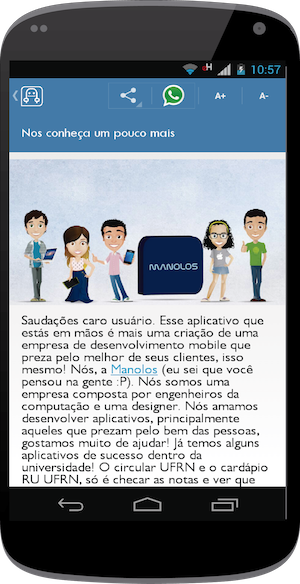 H
10:57
A+
A-
Nos conheça um pouco mais
MANOLOS
Saudações caro usuário. Esse aplicativo que
estás em mãos é mais uma criação de uma
empresa de desenvolvimento mobile que
preza pelo melhor de seus clientes, isso
mesmo! Nós, a Manolos (eu sei que você
pensou na gente :P). Nós somos uma
empresa composta por engenheiros da
computação e uma designer. Nós amamos
desenvolver aplicativos, principalmente
aqueles que prezam pelo bem das pessoas,
gostamos muito de ajudar! Já temos alguns
aplicativos de sucesso dentro da
universidade! O circular UFRN e o cardápio
RU UFRN, só é checar as notas e ver que